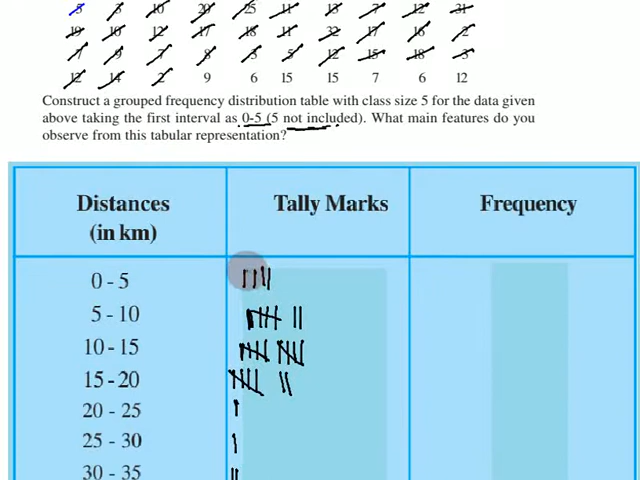 5 3 10 20 25 11 13 7 12 31
19 10 12 17 18 11 32 17 16 2
7 9 7 8 3 5 12 15 18 3
12 14 2 9 6 15 15 7 6 12
Construct a grouped frequency distribution table with class size 5 for the data given
above taking the first interval as 0-5 (5 not included). What main features do you
observe from this tabular representation?
Distances Tally Marks Frequency
(in km)
0 - 5
5 - 10
10 - 15
15 - 20
20 - 25
25 - 30
30 - 35